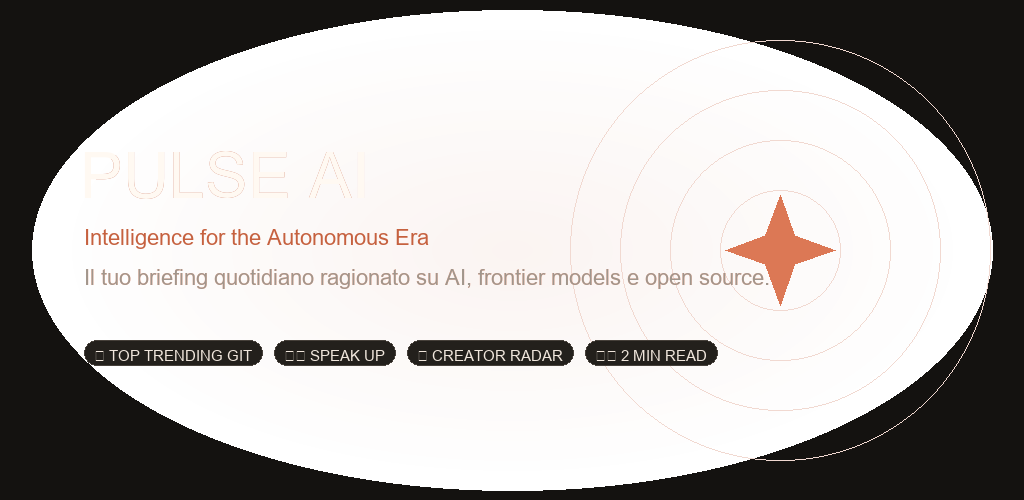 PULSE AI
Intelligence for the Autonomous Era
Il tuo briefing quotidiano ragionato su AI, frontier models e open source.
TOP TRENDING GIT
SPEAK UP
CREATOR RADAR
2 MIN READ